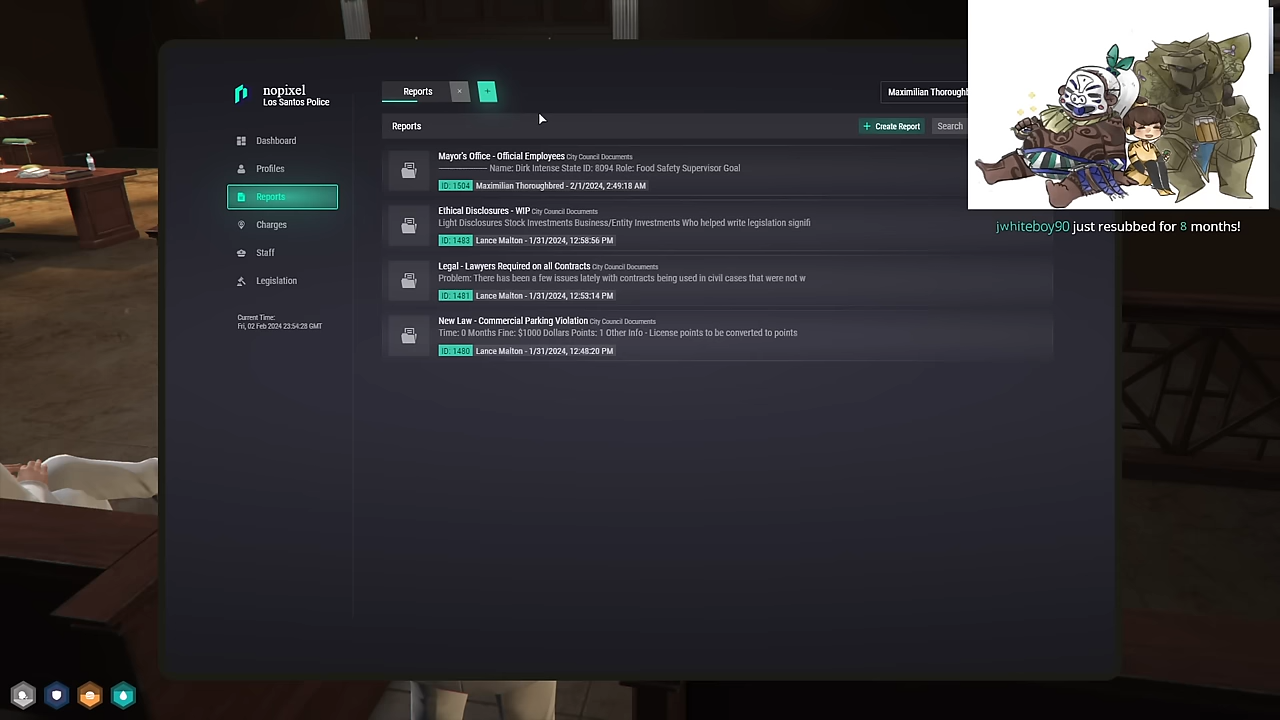 nopixel
Los Santos Police
Dashboard
Profiles
Reports
Charges
Staff
Legislation
Current Time:
Fri, 02 Feb 2024 23:54:28 GMT
Reports × +
Maximilian Thoroughb
Reports
+ Create Report
Search
Mayor's Office - Official Employees City Council Documents
Name: Dirk Intense State ID: 8094 Role: Food Safety Supervisor Goal
ID: 1504 Maximilian Thoroughbred - 2/1/2024, 2:49:18 AM
Ethical Disclosures - WIP City Council Documents
Light Disclosures Stock Investments Business/Entity Investments Who helped write legislation signifi
ID: 1483 Lance Malton - 1/31/2024, 12:58:56 PM
Legal - Lawyers Required on all Contracts City Council Documents
Problem: There has been a few issues lately with contracts being used in civil cases that were not w
ID: 1481 Lance Malton - 1/31/2024, 12:53:14 PM
New Law - Commercial Parking Violation City Council Documents
Time: 0 Months Fine: $1000 Dollars Points: 1 Other Info - License points to be converted to points
ID: 1480 Lance Malton - 1/31/2024, 12:48:20 PM
jwhiteboy90 just resubbed for 8 months!